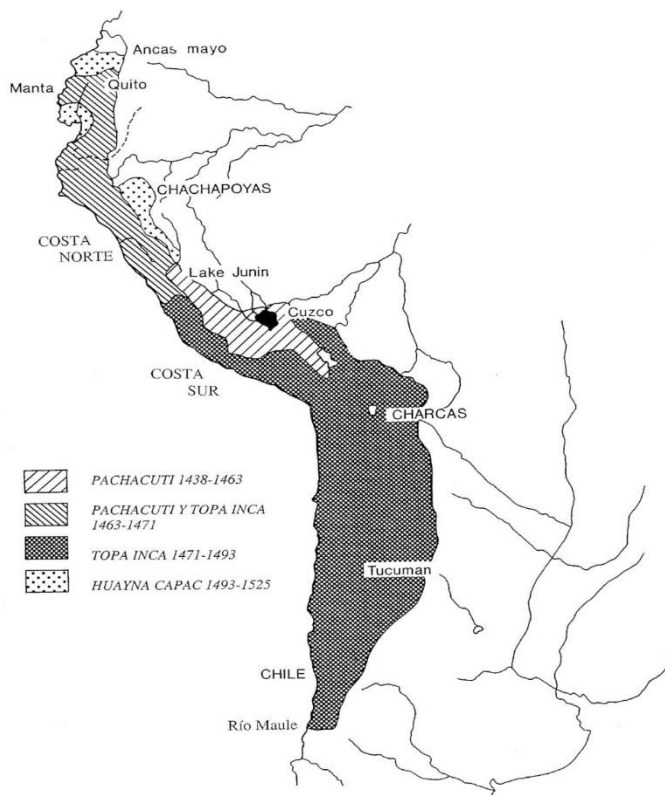 Ancas mayo
Manta
Quito
CHACHAPOYAS
COSTA
NORTE
Lake Junin
Cuzco
COSTA
SUR
CHARCAS
PACHACUTI 1438-1463
PACHACUTI Y TOPA INCA
1463-1471
TOPA INCA 1471-1493
HUAYNA CAPAC 1493-1525
Tucuman
CHILE
Río Maule